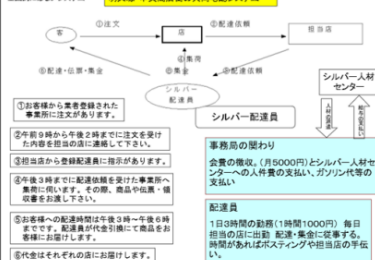 ①注文
②配達依頼
客
店
担当店
④集荷
⑥配達・伝票・集金
⑥集金
③配達依頼
シルバー
配達員
シルバー配達員
シルバー人材
センター
人材の派遣
給与の支払い
①お客様から業者登録された
事業所に注文があります。
②午前9時から午後2時までに注文を受け
た内容を担当の店に連絡して下さい。
③担当店から登録配達員に指示があります。
④午後3時までに配達依頼を受けた事業所へ
集荷に伺います。その際、商品や伝票・領
収書をお渡し下さい。
⑤お客様への配達時間は午後3時～午後6時
までです。配達員が代金引換にて商品をお
客様にお届けします。
⑥代金はそれぞれの店にお届けします。
事務局の関わり
会費の徴収。(月5000円)とシルバー人材セ
ンターへの人件費の支払い、ガソリン代等の
支払い
配達員
1日3時間の勤務(1時間1000円) 毎日
担当の店に出勤 配達・集金に従事する。
時間があればポスティングや担当店の手伝
い。